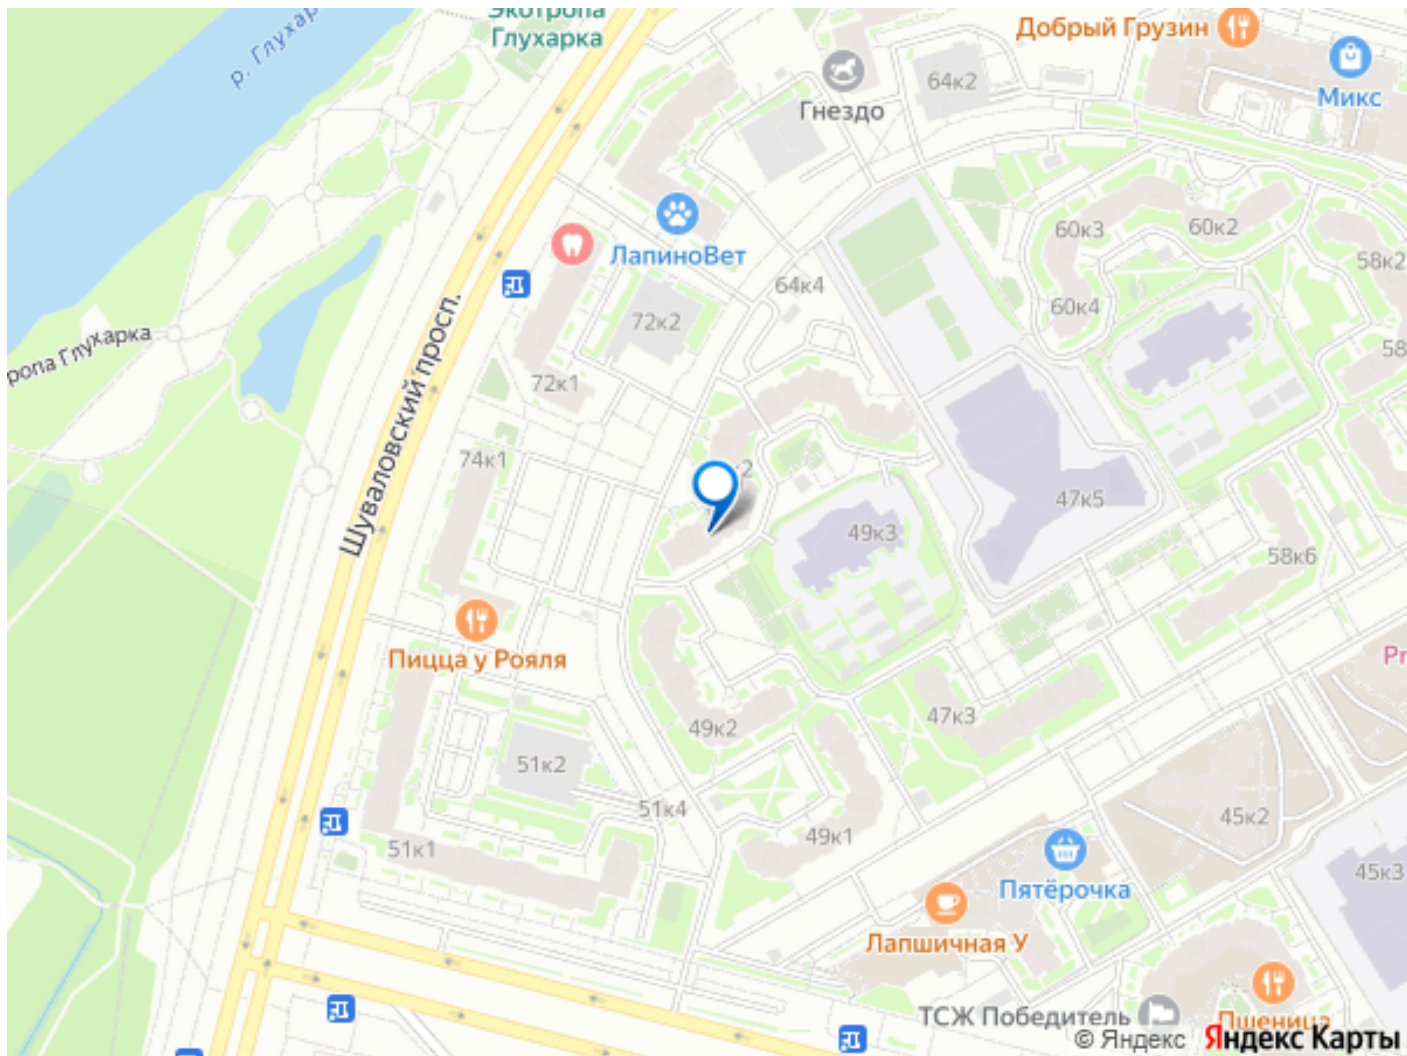 Экотропа
Глухарка
р. Глухар
Добрый Грузин
Микс
64к2
Гнездо
60к3
60к2
58к2
ЛапиноВет
64к4
60к4
72к2
58
Шуваловский просп.
ропа Глухарка
72к1
74к1
к2
47к5
49к3
58к6
Пицца у Рояля
Pr
49к2
47к3
51к2
51к4
45к2
49к1
51к1
45к3
Пятёрочка
Лапшичная У
ТСЖ Победитель
Пшеница
© Яндекс Яндекс Карты